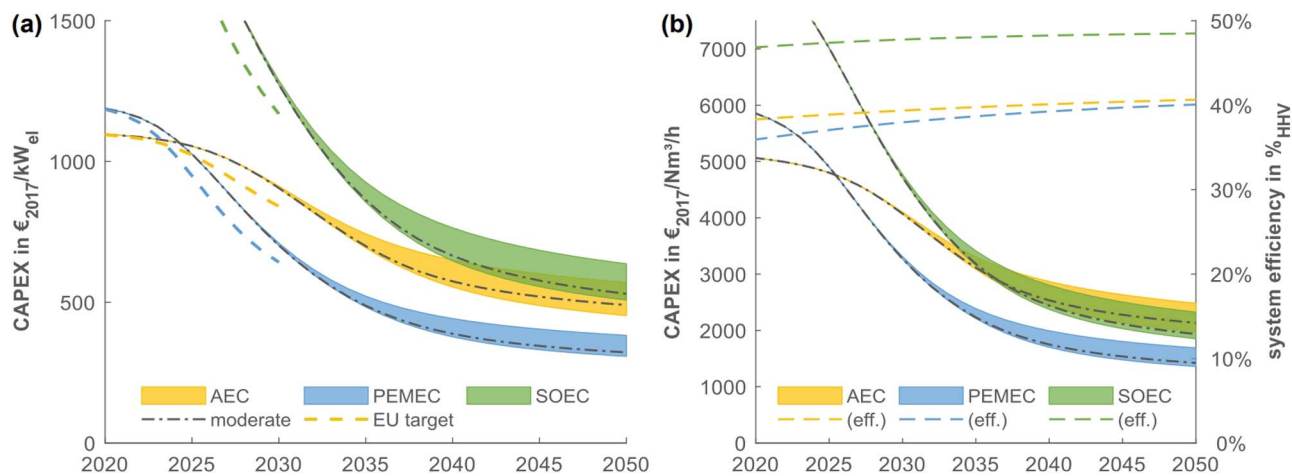 (a)
CAPEX in €2017/kWel
1500
1000
500
0
AEC PEMEC SOEC
moderate EU target
2020 2025 2030 2035 2040 2045 2050
(b)
CAPEX in €2017/Nm³/h
7000
6000
5000
4000
3000
2000
1000
0
AEC PEMEC SOEC
(eff.) (eff.) (eff.)
2020 2025 2030 2035 2040 2045 2050
50%
40%
30%
20%
10%
0%
system efficiency in %HHV